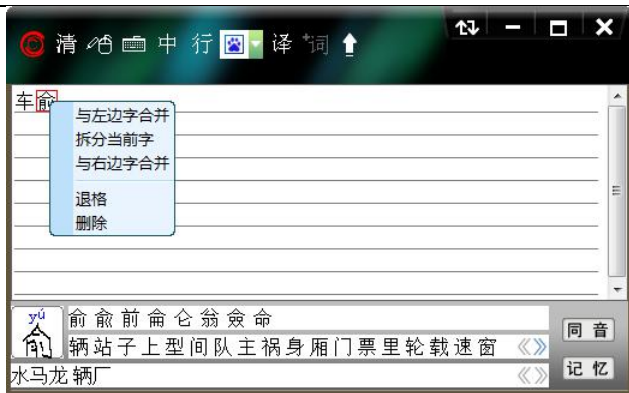 清 中 行 译 词
车俞
与左边字合并
拆分当前字
与右边字合并
退格
删除
yú 俞 俞 前 侖 仑 翁 佥 命
辆 站 子 上 型 间 队 主 祸 身 厢 门 票 里 轮 载 速 窗
同 音
水马龙 辆厂
记 忆